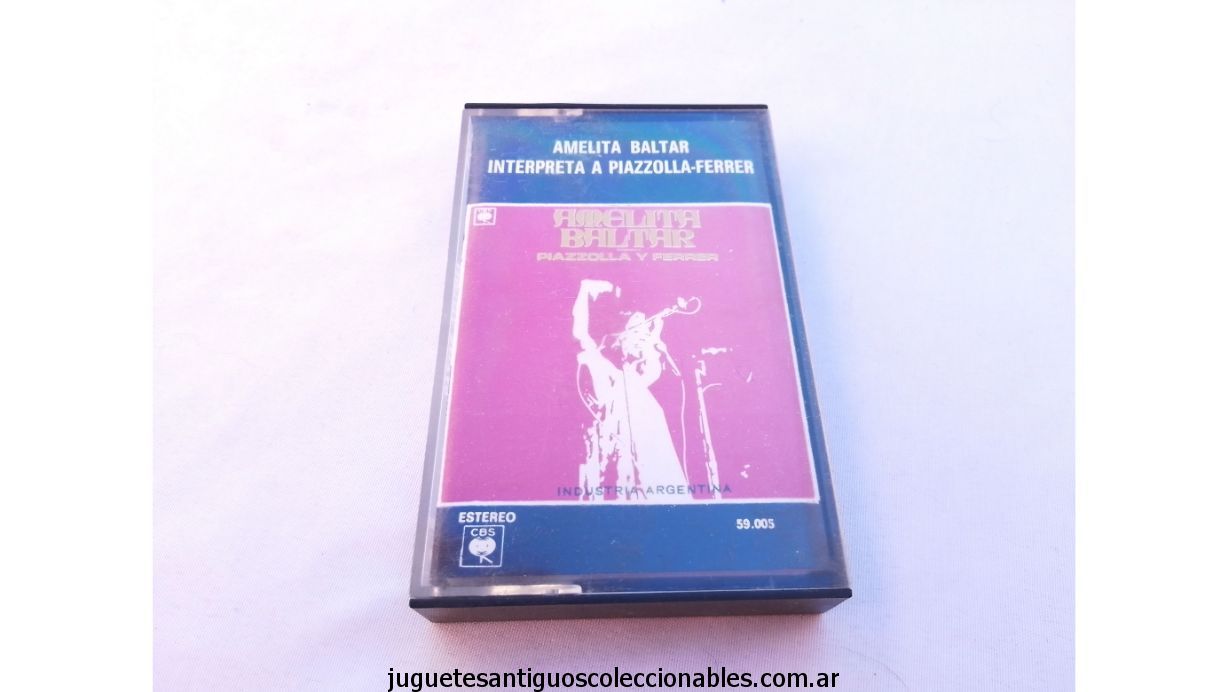 AMELITA BALTAR
INTERPRETA A PIAZZOLLA-FERRER
AMELITA
BALTAR
PIAZZOLLA Y FERRER
INDUSTRIA ARGENTINA
ESTEREO
CBS
59.005
juguetesantiguoscoleccionables.com.ar